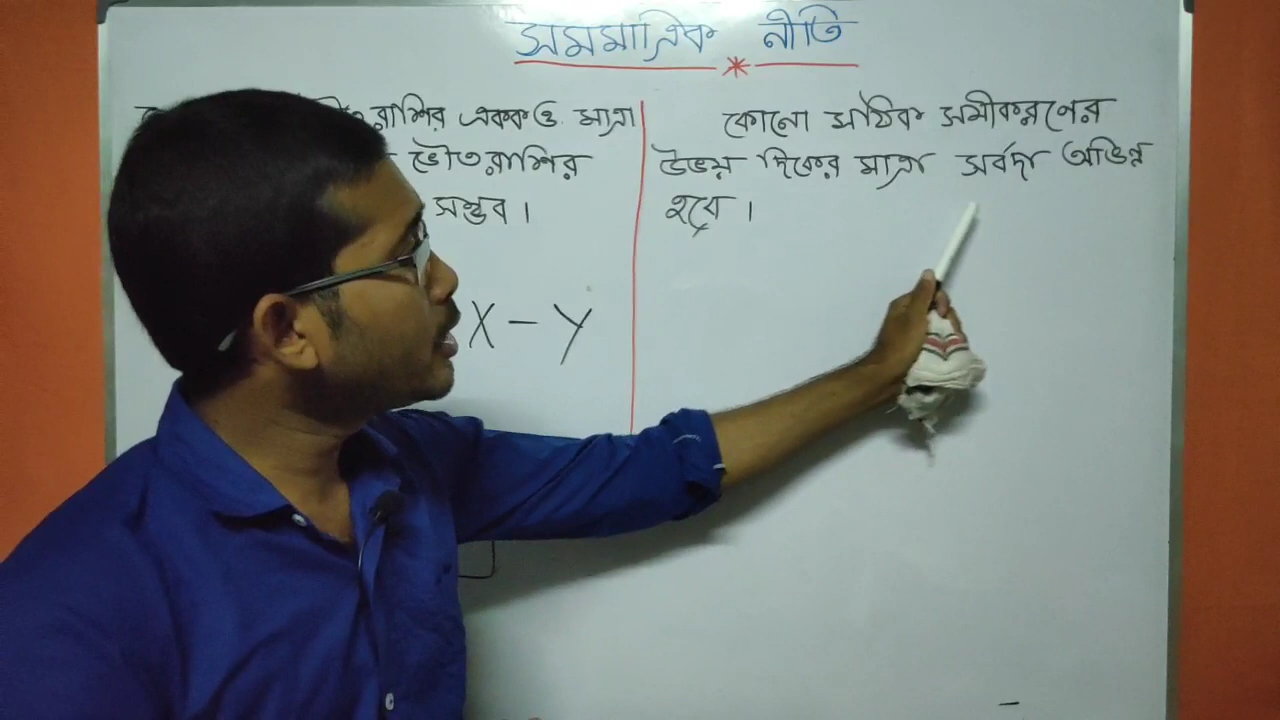 সমমাত্রিক নীতি
রাশির একক ও মাত্রা
ভৌতরাশির
সম্ভব।
X - Y
কোনো সঠিক সমীকরণের
উভয় দিকের মাত্রা সর্বদা অভিন্ন
হবে।